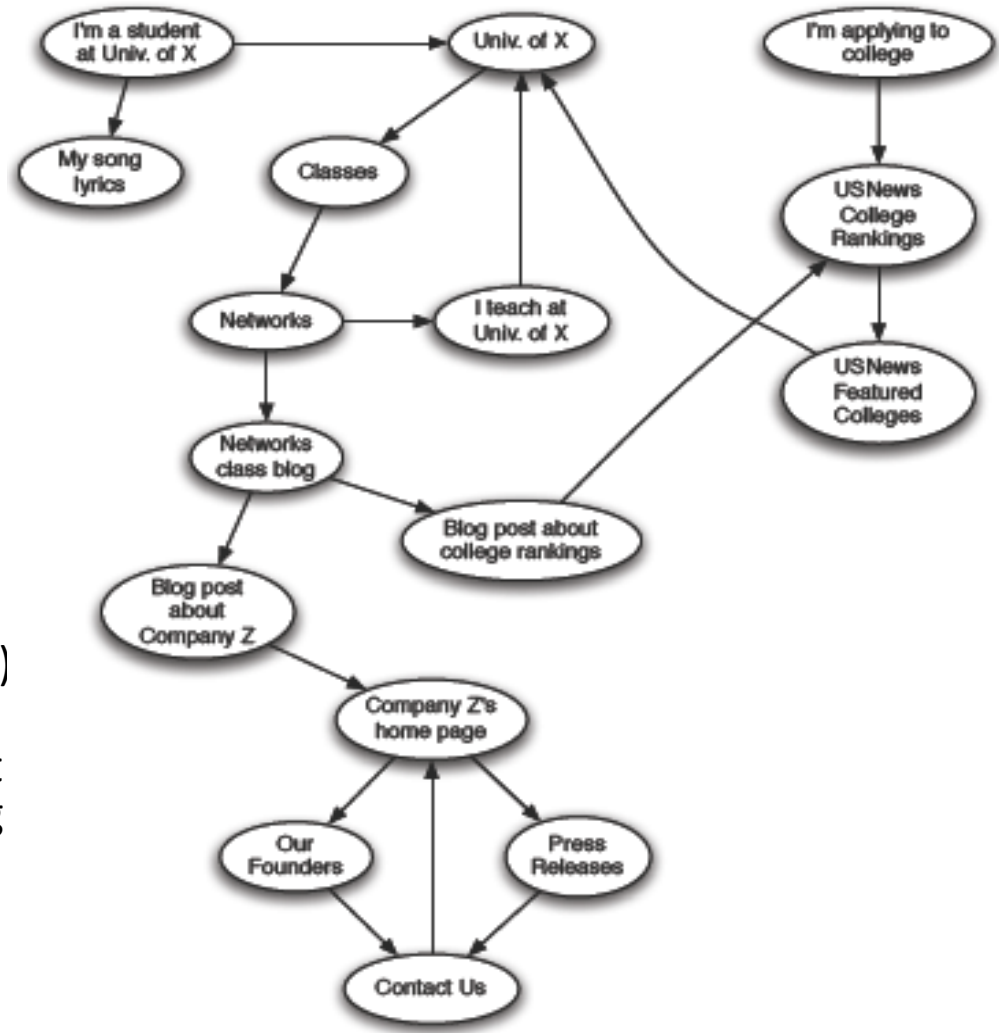 I'm a student
at Univ. of X
Univ. of X
I'm applying to
college
My song
lyrics
Classes
USNews
College
Rankings
Networks
I teach at
Univ. of X
USNews
Featured
Colleges
Networks
class blog
Blog post about
college rankings
Blog post
about
Company Z
)
Company Z's
home page
Our
Founders
Press
Releases
Contact Us